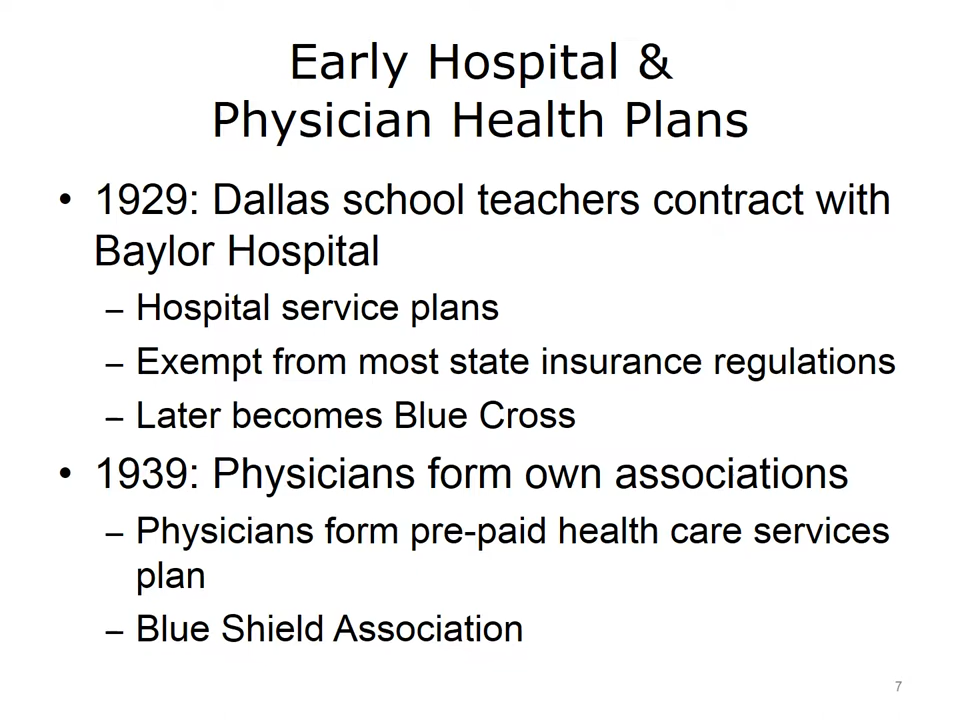 Early Hospital &
Physician Health Plans
• 1929: Dallas school teachers contract with
Baylor Hospital
– Hospital service plans
– Exempt from most state insurance regulations
– Later becomes Blue Cross
• 1939: Physicians form own associations
– Physicians form pre-paid health care services
plan
– Blue Shield Association
7